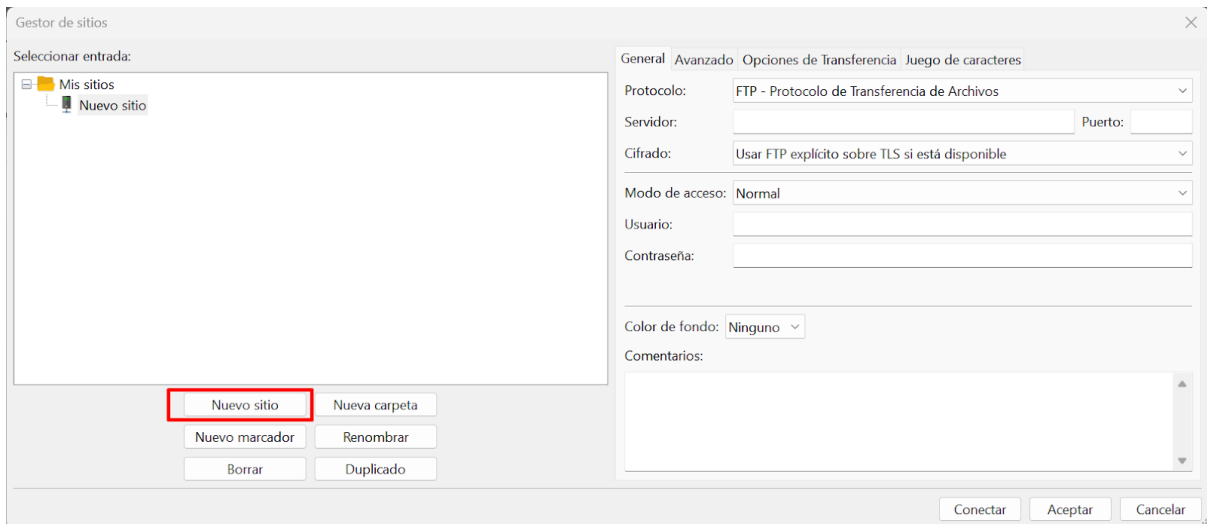 Gestor de sitios
Seleccionar entrada:
Mis sitios
Nuevo sitio
Nuevo sitio Nueva carpeta
Nuevo marcador Renombrar
Borrar Duplicado
General Avanzado Opciones de Transferencia Juego de caracteres
Protocolo: FTP - Protocolo de Transferencia de Archivos
Servidor: Puerto:
Cifrado: Usar FTP explícito sobre TLS si está disponible
Modo de acceso: Normal
Usuario:
Contraseña:
Color de fondo: Ninguno
Comentarios:
Conectar Aceptar Cancelar